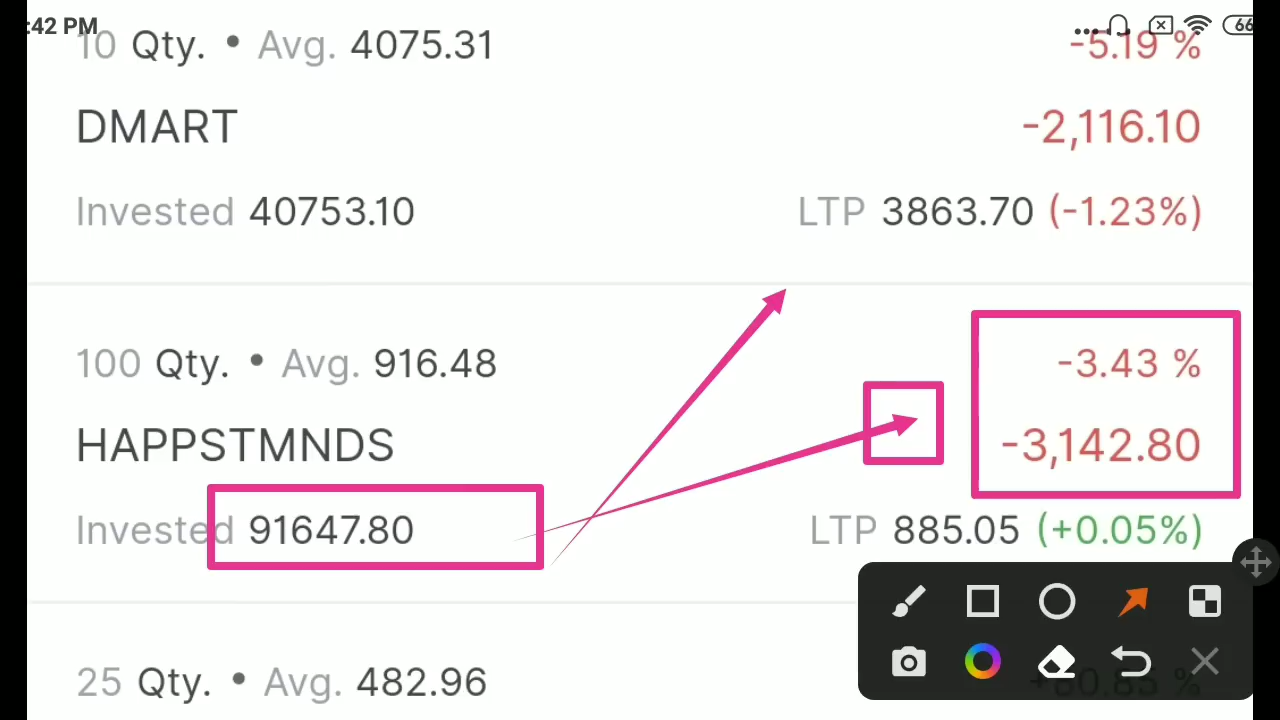 :42 PM
66
10 Qty. • Avg. 4075.31
-5.19 %
DMART
-2,116.10
Invested 40753.10
LTP 3863.70 (-1.23%)
100 Qty. • Avg. 916.48
-3.43 %
HAPPSTMNDS
-3,142.80
Invested 91647.80
LTP 885.05 (+0.05%)
25 Qty. • Avg. 482.96